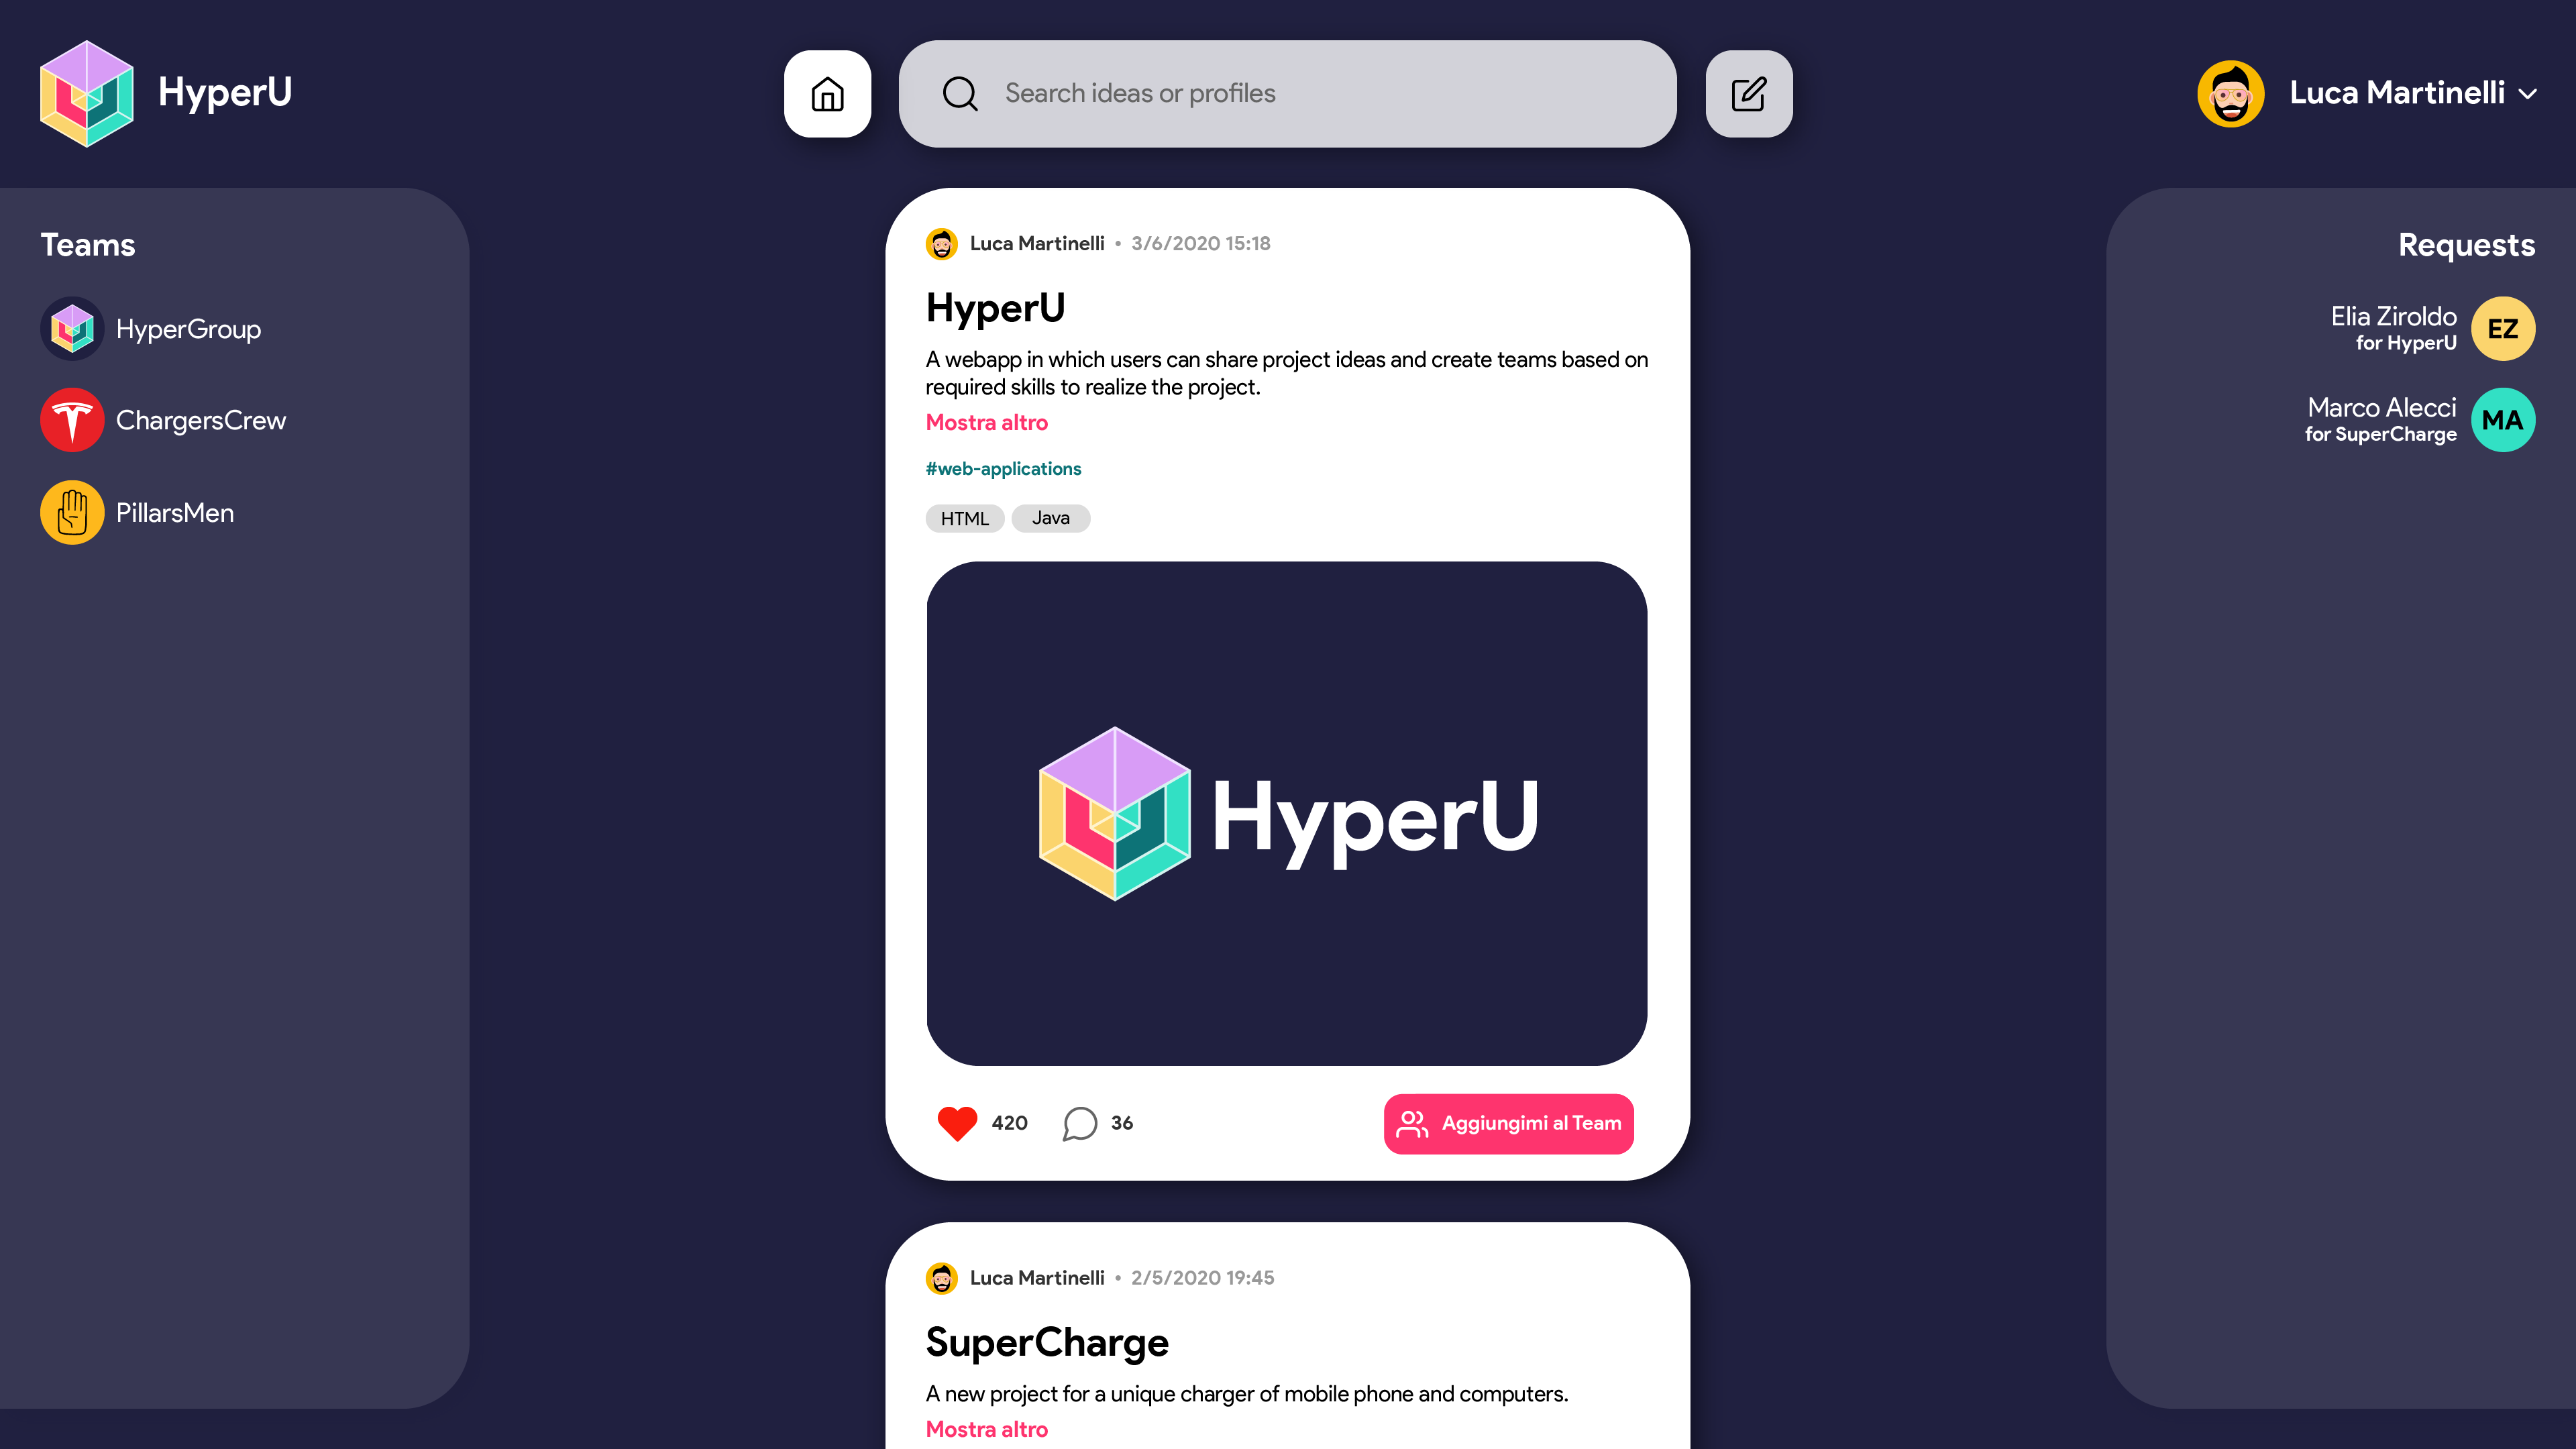 HyperU
Search ideas or profiles
Luca Martinelli
Teams
HyperGroup
ChargersCrew
PillarsMen
Luca Martinelli • 3/6/2020 15:18
HyperU
A webapp in which users can share project ideas and create teams based on
required skills to realize the project.
Mostra altro
#web-applications
HTML Java
HyperU
420 36 Aggiungimi al Team
Luca Martinelli • 2/5/2020 19:45
SuperCharge
A new project for a unique charger of mobile phone and computers.
Mostra altro
Requests
Elia Ziroldo
for HyperU
EZ
Marco Alecci
for SuperCharge
MA